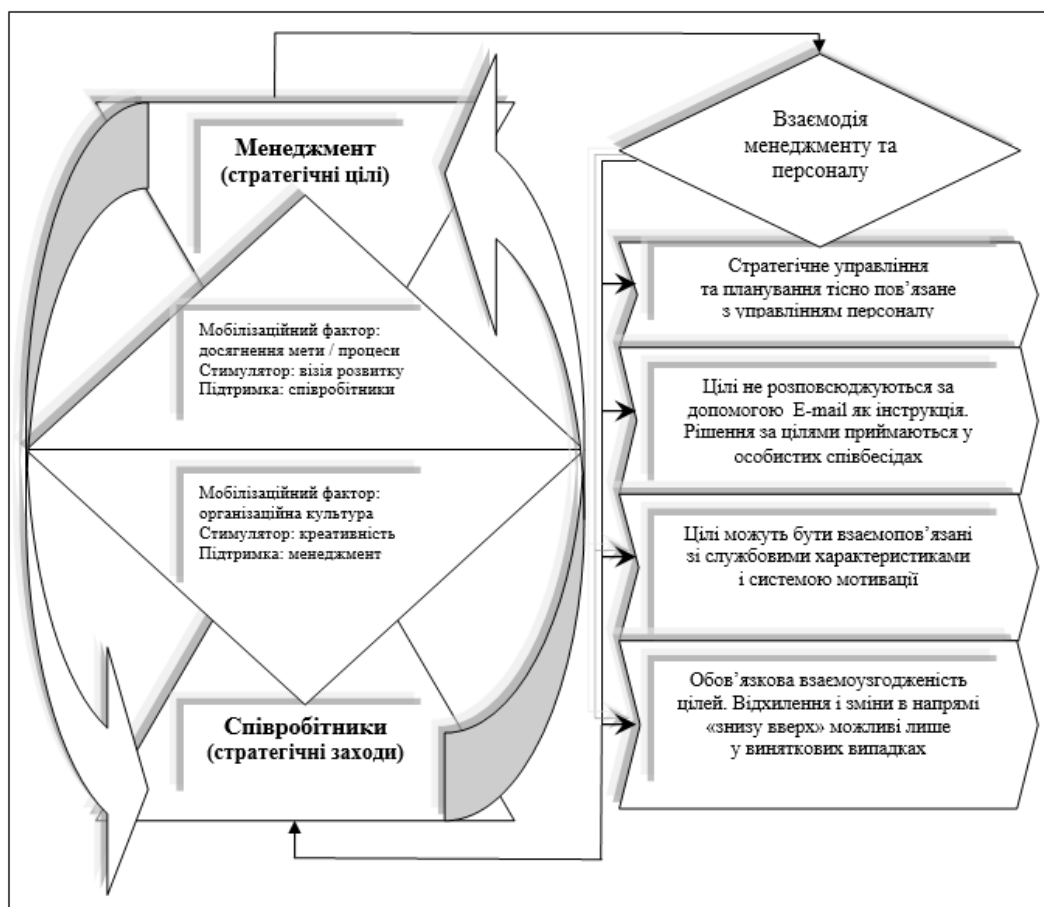 Менеджмент
(стратегічні цілі)
Мобілізаційний фактор:
досягнення мети / процеси
Стимулятор: візія розвитку
Підтримка: співробітники
Мобілізаційний фактор:
організаційна культура
Стимулятор: креативність
Підтримка: менеджмент
Співробітники
(стратегічні заходи)
Взаємодія
менеджменту та
персоналу
Стратегічне управління
та планування тісно пов’язане
з управлінням персоналу
Цілі не розповсюджуються за
допомогою E-mail як інструкція.
Рішення за цілями приймаються у
особистих співбесідах
Цілі можуть бути взаємопов’язані
зі службовими характеристиками
і системою мотивації
Обов’язкова взаємоузгодженість
цілей. Відхилення і зміни в напрямі
«знизу вверх» можливі лише
у виняткових випадках